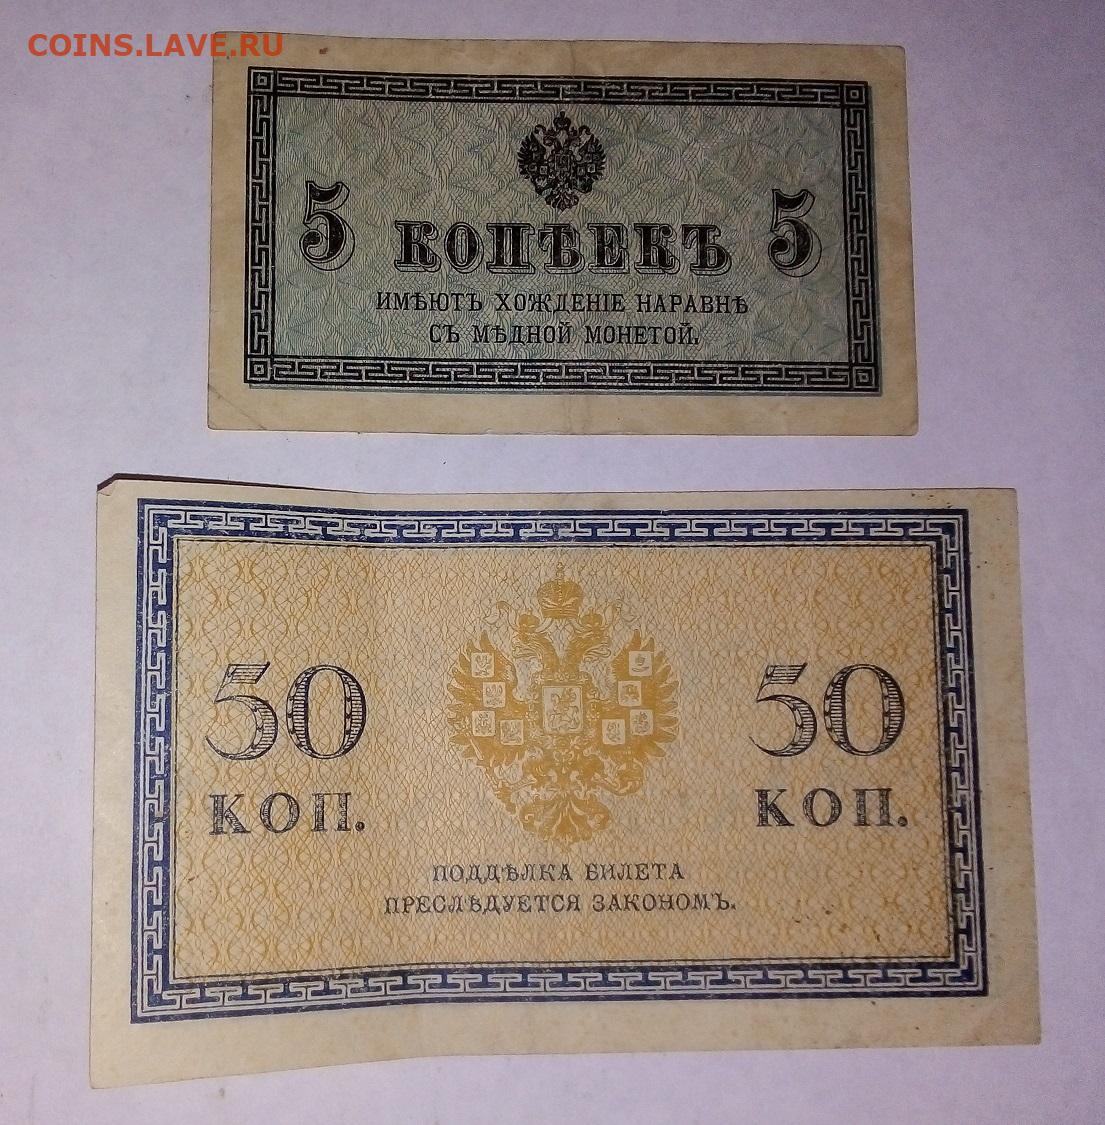 COINS.LAVE.RU
5 КОПѢЕКЪ 5
ИМѢЮТЪ ХОЖДЕНІЕ НАРАВНѢ
СЪ МѢДНОЙ МОНЕТОЙ.
50 50
КОП. КОП.
ПОДДѢЛКА БИЛЕТА
ПРЕСЛѢДУЕТСЯ ЗАКОНОМЪ.